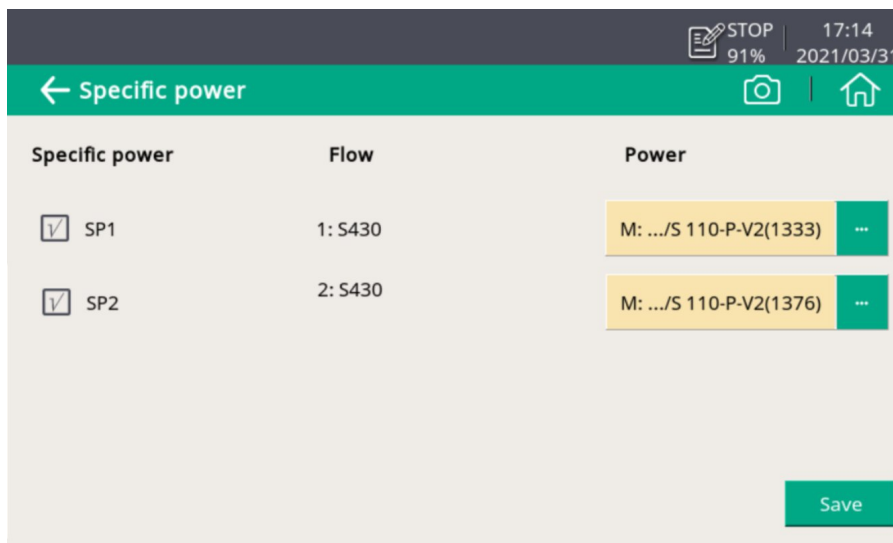 STOP 17:14
91% 2021/03/31
Specific power
Specific power Flow Power
SP1 1: S430 M: .../S 110-P-V2(1333) ...
SP2 2: S430 M: .../S 110-P-V2(1376) ...
Save